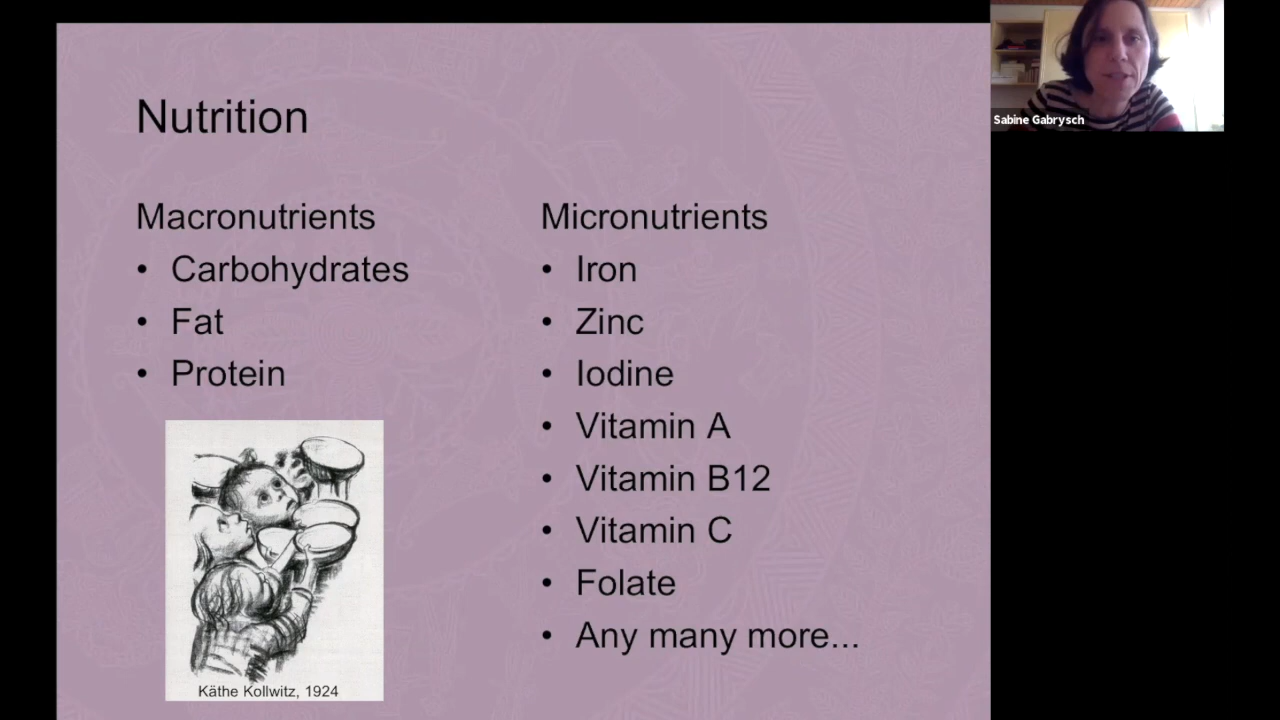 Nutrition
Macronutrients
• Carbohydrates
• Fat
• Protein
Käthe Kollwitz, 1924
Micronutrients
• Iron
• Zinc
• Iodine
• Vitamin A
• Vitamin B12
• Vitamin C
• Folate
• Any many more...
Sabine Gabrysch